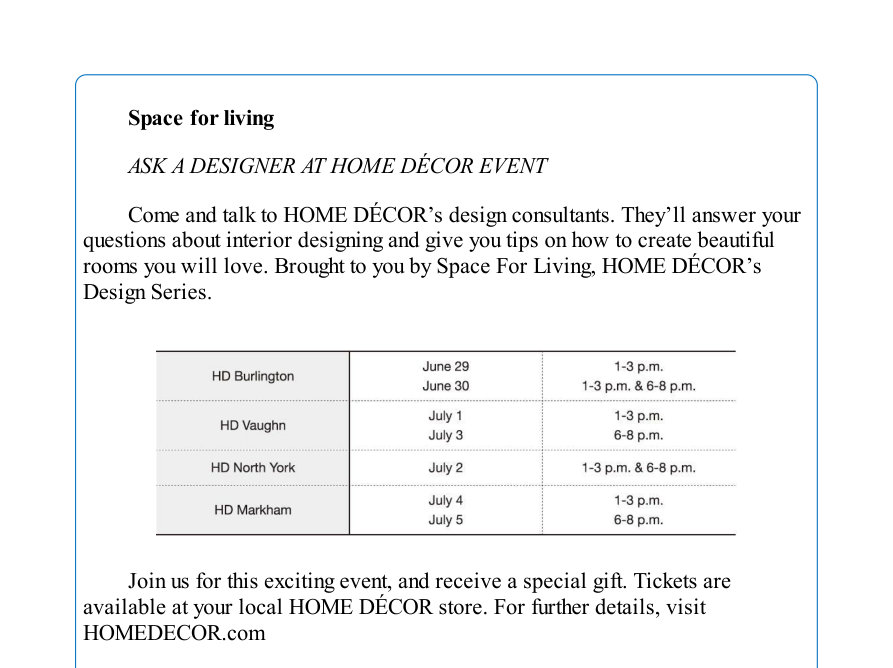 Space for living
ASK A DESIGNER AT HOME DÉCOR EVENT
Come and talk to HOME DÉCOR’s design consultants. They’ll answer your
questions about interior designing and give you tips on how to create beautiful
rooms you will love. Brought to you by Space For Living, HOME DÉCOR’s
Design Series.
HD Burlington
June 29 1-3 p.m.
June 30 1-3 p.m. & 6-8 p.m.
HD Vaughn
July 1 1-3 p.m.
July 3 6-8 p.m.
HD North York July 2 1-3 p.m. & 6-8 p.m.
HD Markham
July 4 1-3 p.m.
July 5 6-8 p.m.
Join us for this exciting event, and receive a special gift. Tickets are
available at your local HOME DÉCOR store. For further details, visit
HOMEDECOR.com